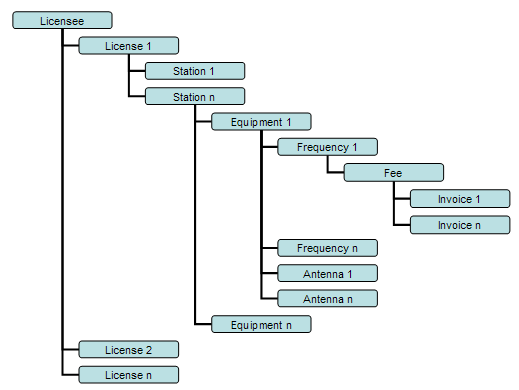 Licensee
License 1
Station 1
Station n
Equipment 1
Frequency 1
Fee
Invoice 1
Invoice n
Frequency n
Antenna 1
Antenna n
Equipment n
License 2
License n